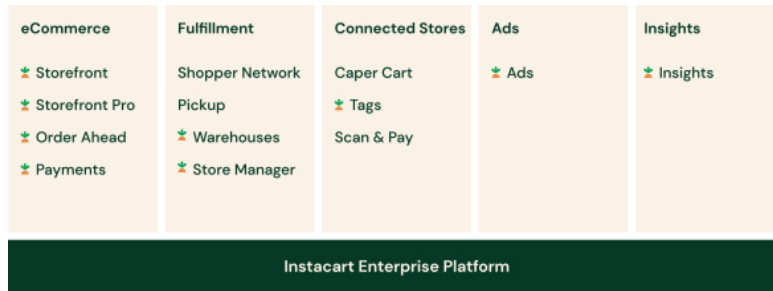 eCommerce
Storefront
Storefront Pro
Order Ahead
Payments
Fulfillment
Shopper Network
Pickup
Warehouses
Store Manager
Connected Stores
Caper Cart
Tags
Scan & Pay
Ads
Ads
Insights
Insights
Instacart Enterprise Platform